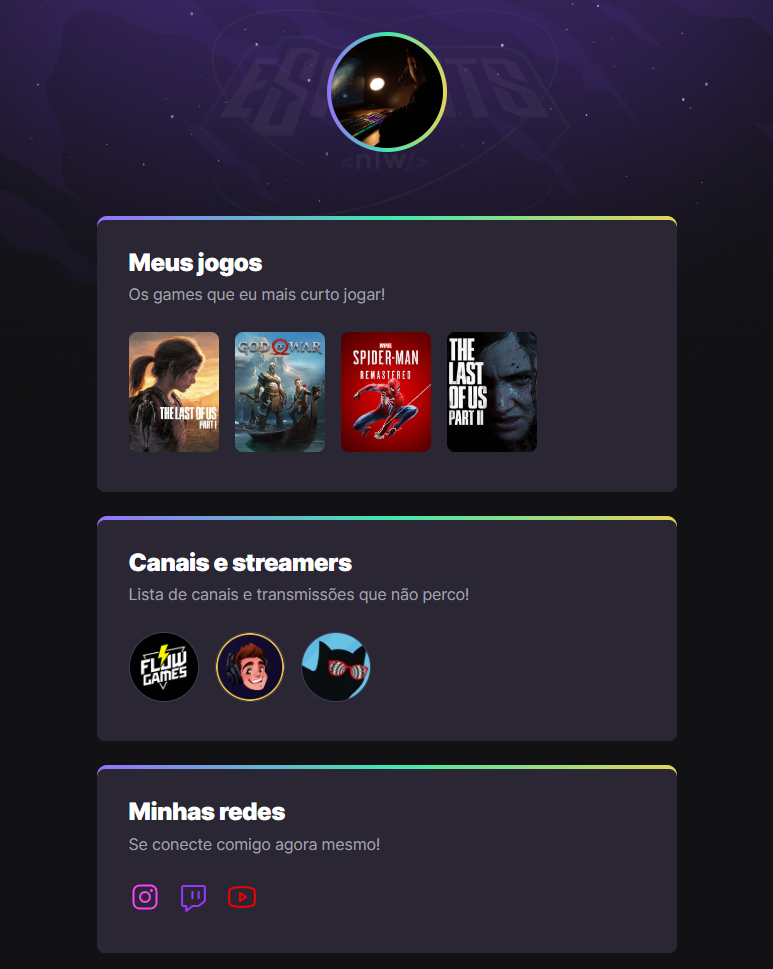 ESPORTS
<nlw/>
Meus jogos
Os games que eu mais curto jogar!
THE LAST OF US
PART I
GOD OF WAR
MARVEL
SPIDER-MAN
REMASTERED
THE
LAST
OF US
PART II
Canais e streamers
Lista de canais e transmissões que não perco!
FLOW
GAMES
Minhas redes
Se conecte comigo agora mesmo!